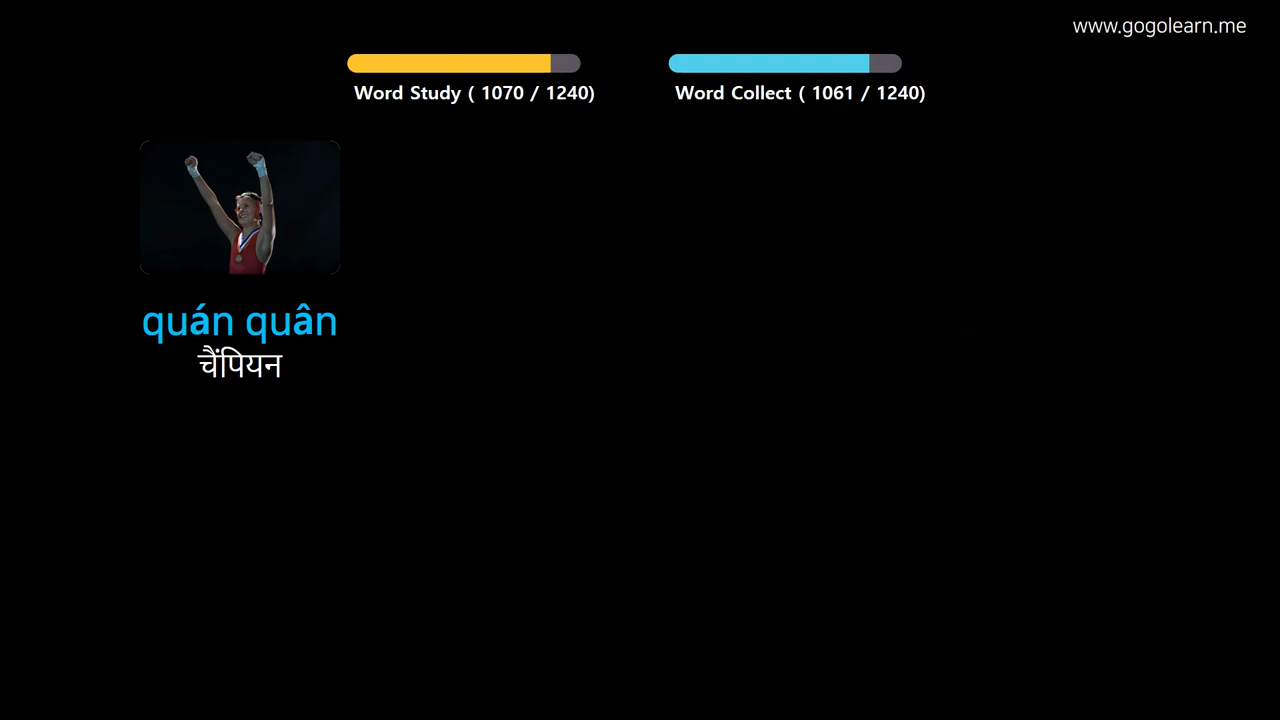 www.gogolearn.me
Word Study ( 1070 / 1240)
Word Collect ( 1061 / 1240)
quán quân
चैंपियन